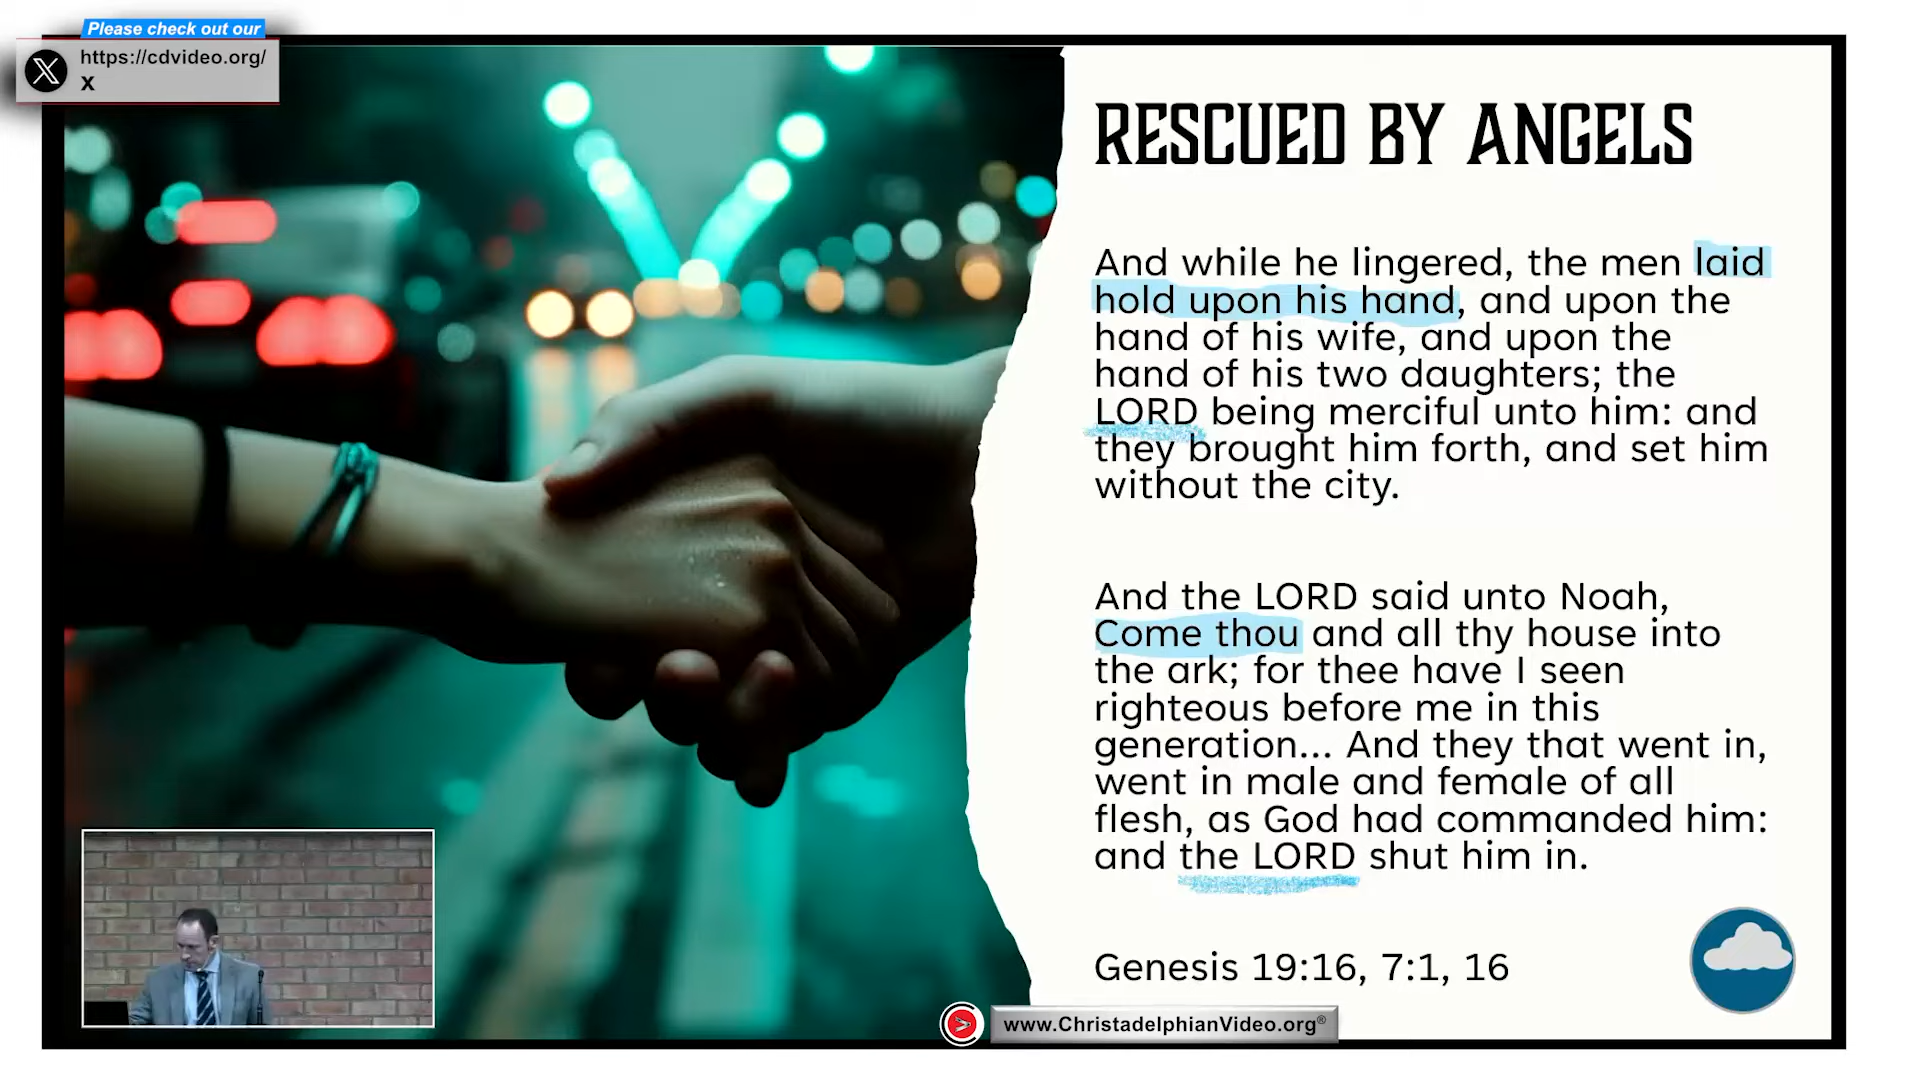 Please check out our
https://cdvideo.org/
x
RESCUED BY ANGELS
And while he lingered, the men laid
hold upon his hand, and upon the
hand of his wife, and upon the
hand of his two daughters; the
LORD being merciful unto him: and
they brought him forth, and set him
without the city.
And the LORD said unto Noah,
Come thou and all thy house into
the ark; for thee have I seen
righteous before me in this
generation... And they that went in,
went in male and female of all
flesh, as God had commanded him:
and the LORD shut him in.
Genesis 19:16, 7:1, 16
www.ChristadelphianVideo.org®